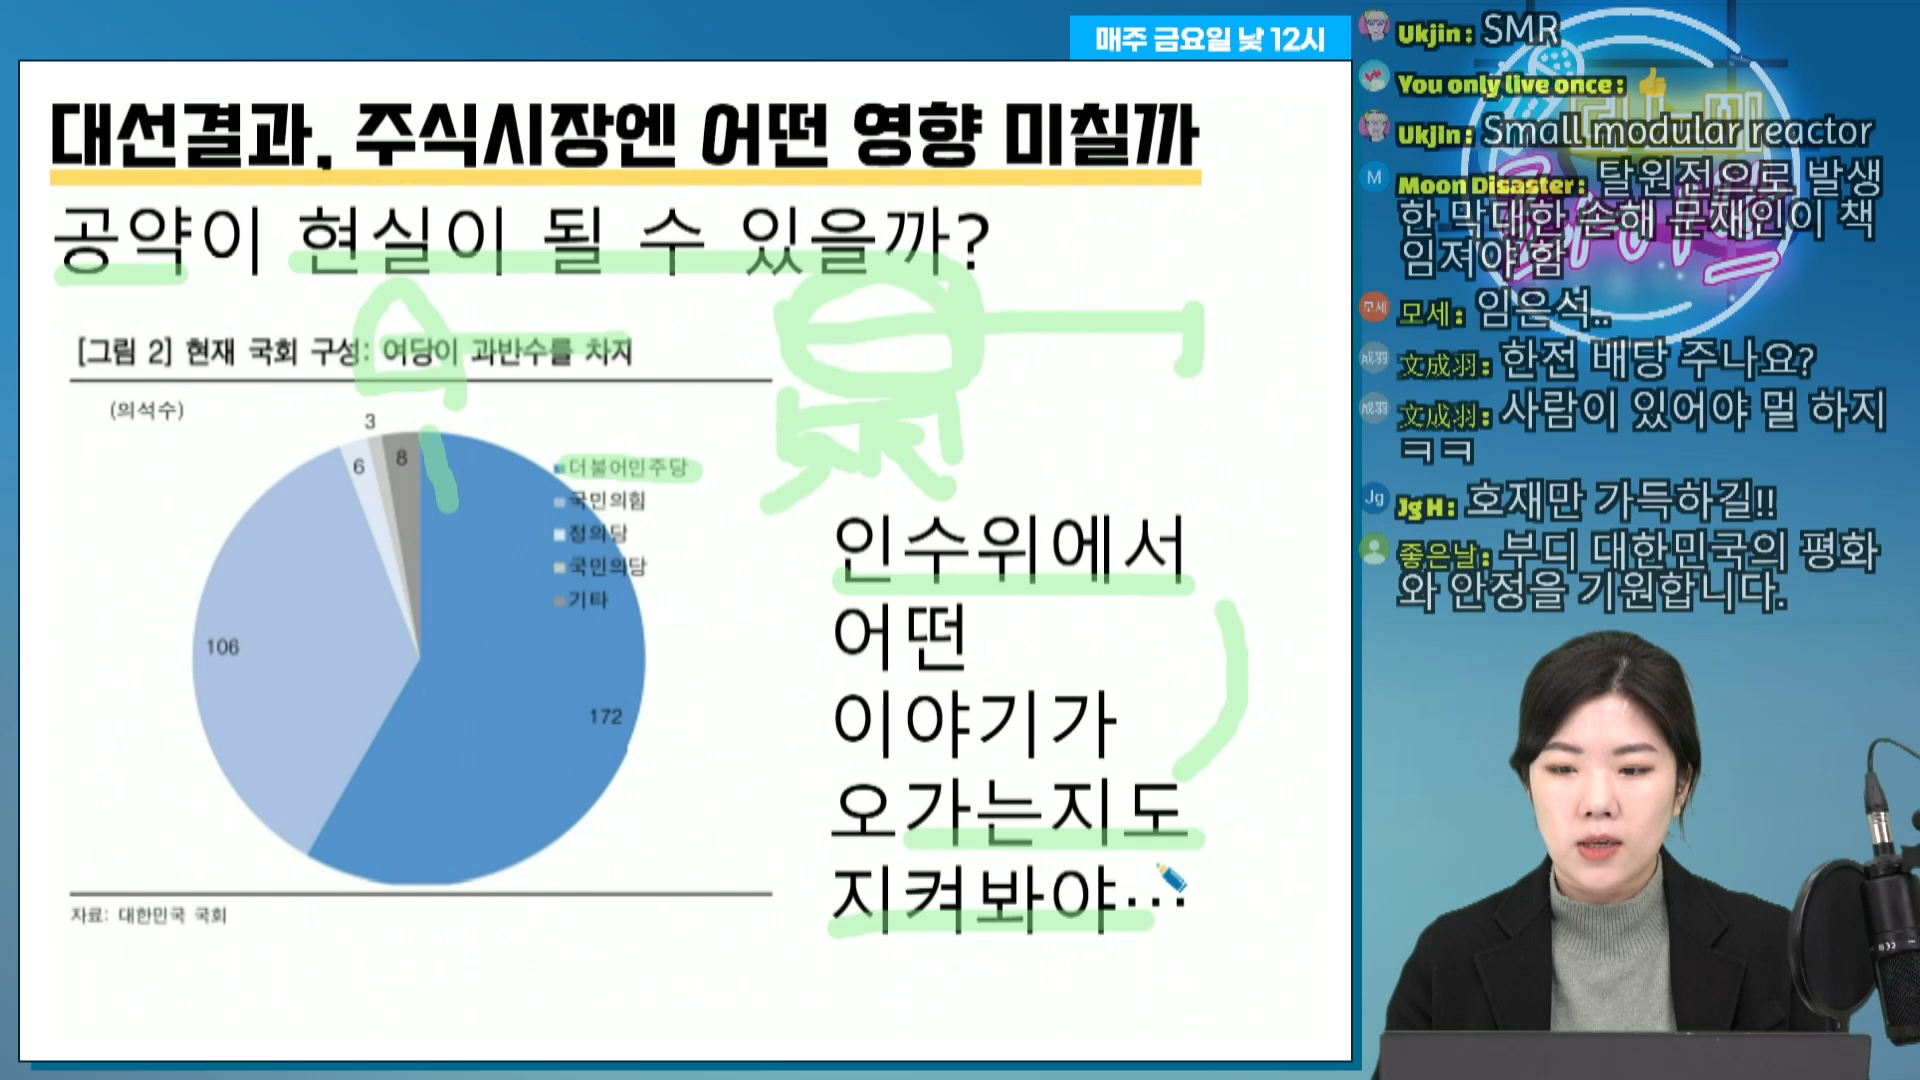 매주 금요일 낮 12시
대선결과, 주식시장엔 어떤 영향 미칠까
공약이 현실이 될 수 있을까?
[그림 2] 현재 국회 구성: 여당이 과반수를 차지
(의석수)
3
6
8
106
172
더불어민주당
국민의힘
정의당
국민의당
기타
자료: 대한민국 국회
인수위에서
어떤
이야기가
오가는지도
지켜봐야...
Ukjin: SMR
You only live once: 👍
Ukjin: Small modular reactor
M
Moon Disaster: 탈원전으로 발생
한 막대한 손해 문재인이 책
임져야 함
모세
모세: 임은석..
成羽
文成羽: 한전 배당 주나요?
成羽
文成羽: 사람이 있어야 멀 하지
ㅋㅋ
Jg
Jg H: 호재만 가득하길!!
좋은날: 부디 대한민국의 평화
와 안정을 기원합니다.